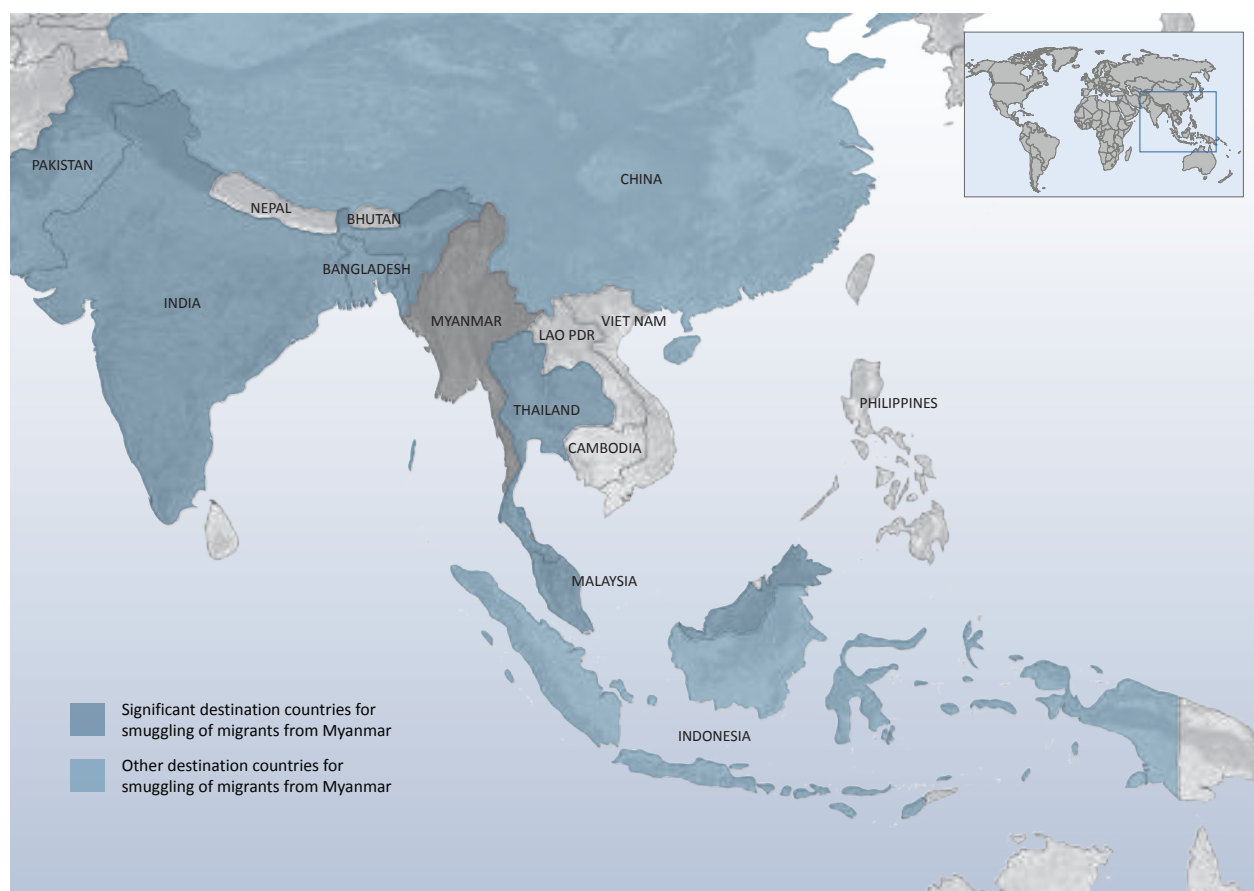 PAKISTAN
CHINA
NEPAL
BHUTAN
BANGLADESH
INDIA
MYANMAR
VIET NAM
LAO PDR
PHILIPPINES
THAILAND
CAMBODIA
MALAYSIA
INDONESIA
Significant destination countries for
smuggling of migrants from Myanmar
Other destination countries for
smuggling of migrants from Myanmar